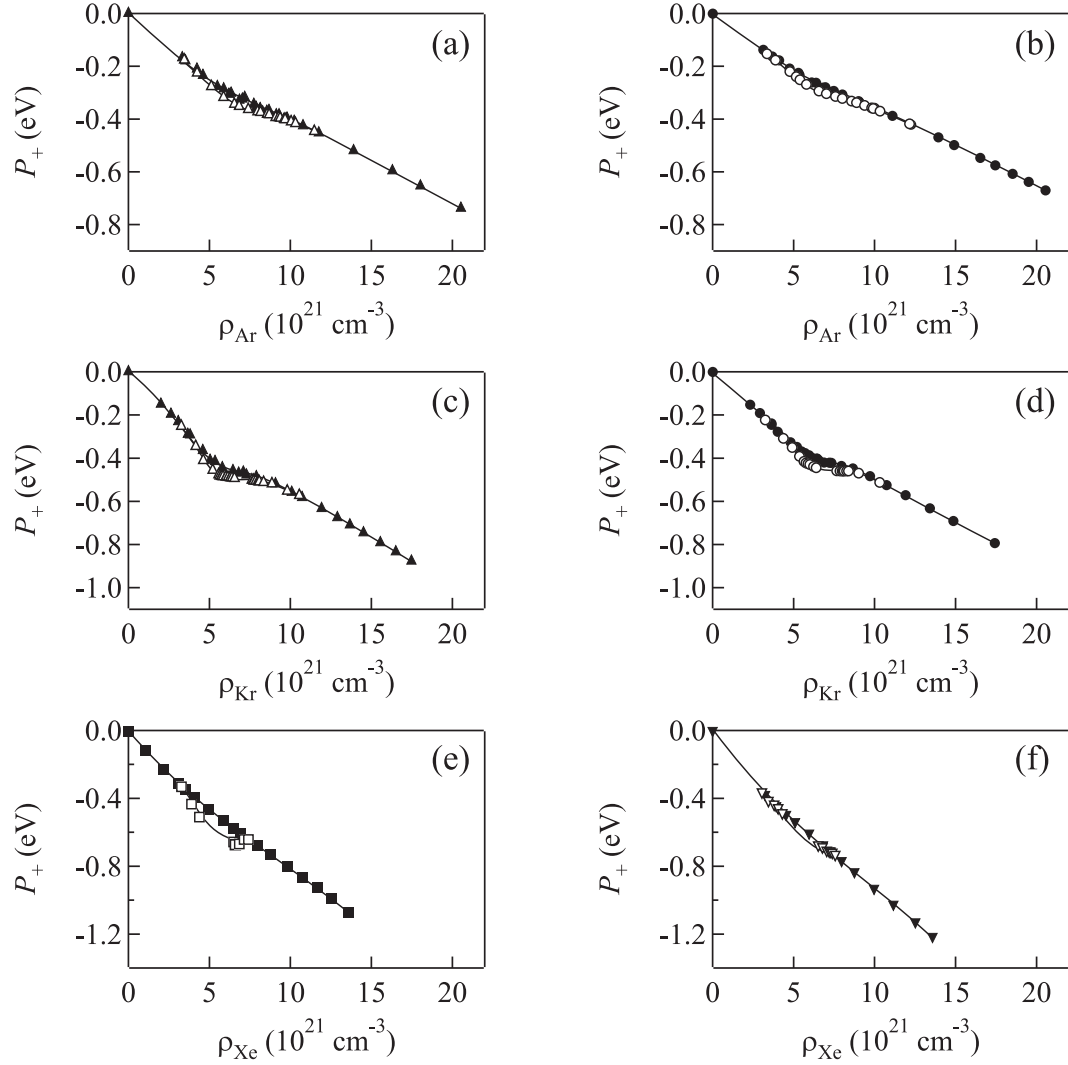 0.0
-0.2
-0.4
-0.6
-0.8
P+ (eV)
(a)
0 5 10 15 20
ρAr (10^21 cm^-3)
0.0
-0.2
-0.4
-0.6
-0.8
P+ (eV)
(b)
0 5 10 15 20
ρAr (10^21 cm^-3)
0.0
-0.2
-0.4
-0.6
-0.8
-1.0
P+ (eV)
(c)
0 5 10 15 20
ρKr (10^21 cm^-3)
0.0
-0.2
-0.4
-0.6
-0.8
-1.0
P+ (eV)
(d)
0 5 10 15 20
ρKr (10^21 cm^-3)
0.0
-0.4
-0.8
-1.2
P+ (eV)
(e)
0 5 10 15 20
ρXe (10^21 cm^-3)
0.0
-0.4
-0.8
-1.2
P+ (eV)
(f)
0 5 10 15 20
ρXe (10^21 cm^-3)